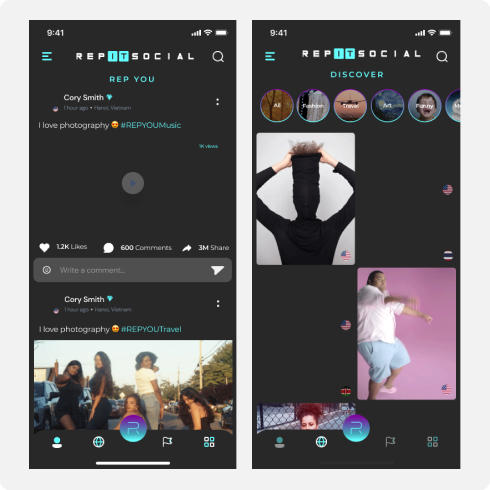 9:41
REPITSOCIAL
REP YOU
Cory Smith
1 hour ago • Hanoi, Vietnam
I love photography 😍 #REPYOUMusic
1K views
1,2K Likes
600 Comments
3M Share
Write a comment...
Cory Smith
1 hour ago • Hanoi, Vietnam
I love photography 😍 #REPYOUTravel
9:41
REPITSOCIAL
DISCOVER
All
Fashion
Travel
Art
Funny